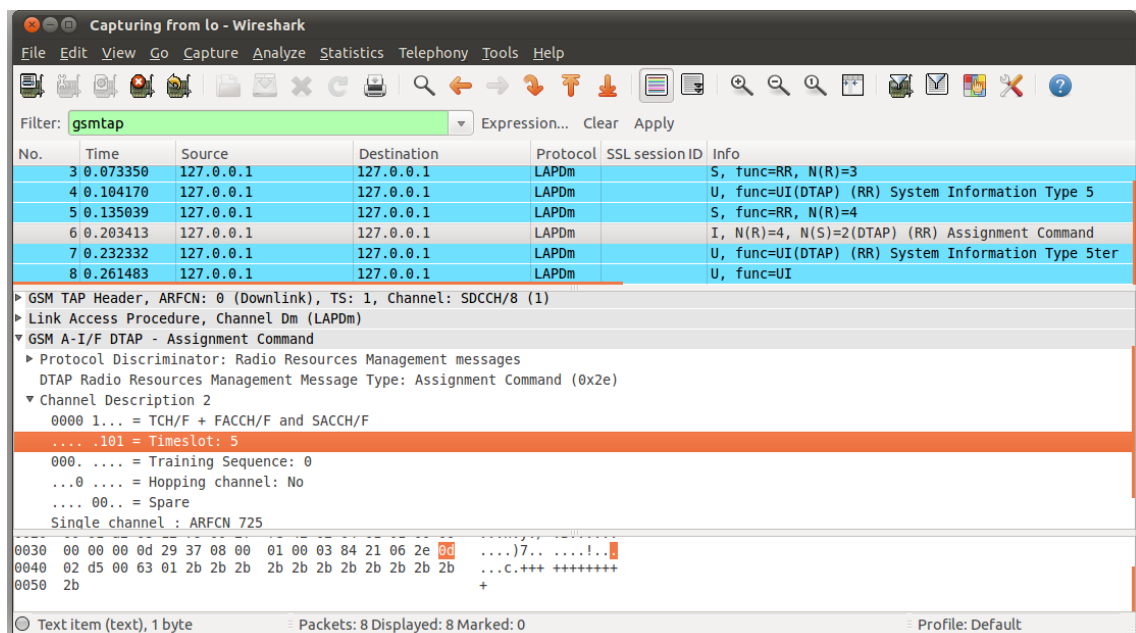 Capturing from lo - Wireshark
File Edit View Go Capture Analyze Statistics Telephony Tools Help
Filter: gsmtap Expression... Clear Apply
No. Time Source Destination Protocol SSL session ID Info
3 0.073350 127.0.0.1 127.0.0.1 LAPDm S, func=RR, N(R)=3
4 0.104170 127.0.0.1 127.0.0.1 LAPDm U, func=UI(DTAP) (RR) System Information Type 5
5 0.135039 127.0.0.1 127.0.0.1 LAPDm S, func=RR, N(R)=4
6 0.203413 127.0.0.1 127.0.0.1 LAPDm I, N(R)=4, N(S)=2(DTAP) (RR) Assignment Command
7 0.232332 127.0.0.1 127.0.0.1 LAPDm U, func=UI(DTAP) (RR) System Information Type 5ter
8 0.261483 127.0.0.1 127.0.0.1 LAPDm U, func=UI
GSM TAP Header, ARFCN: 0 (Downlink), TS: 1, Channel: SDCCH/8 (1)
Link Access Procedure, Channel Dm (LAPDm)
GSM A-I/F DTAP - Assignment Command
Protocol Discriminator: Radio Resources Management messages
DTAP Radio Resources Management Message Type: Assignment Command (0x2e)
Channel Description 2
0000 1... = TCH/F + FACCH/F and SACCH/F
.... .101 = Timeslot: 5
000. .... = Training Sequence: 0
...0 .... = Hopping channel: No
.... 00.. = Spare
Single channel : ARFCN 725
0030 00 00 00 0d 29 37 08 00 01 00 03 84 21 06 2e 0d ....)7.. ....!...
0040 02 d5 00 63 01 2b 2b 2b 2b 2b 2b 2b 2b 2b 2b 2b ...c.+++ ++++++++
0050 2b +
Text item (text), 1 byte Packets: 8 Displayed: 8 Marked: 0 Profile: Default